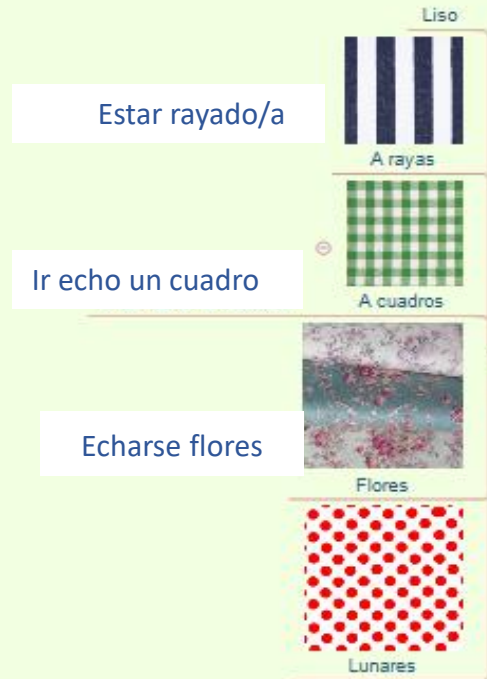 Liso
Estar rayado/a
A rayas
Ir echo un cuadro
A cuadros
Echarse flores
Flores
Lunares